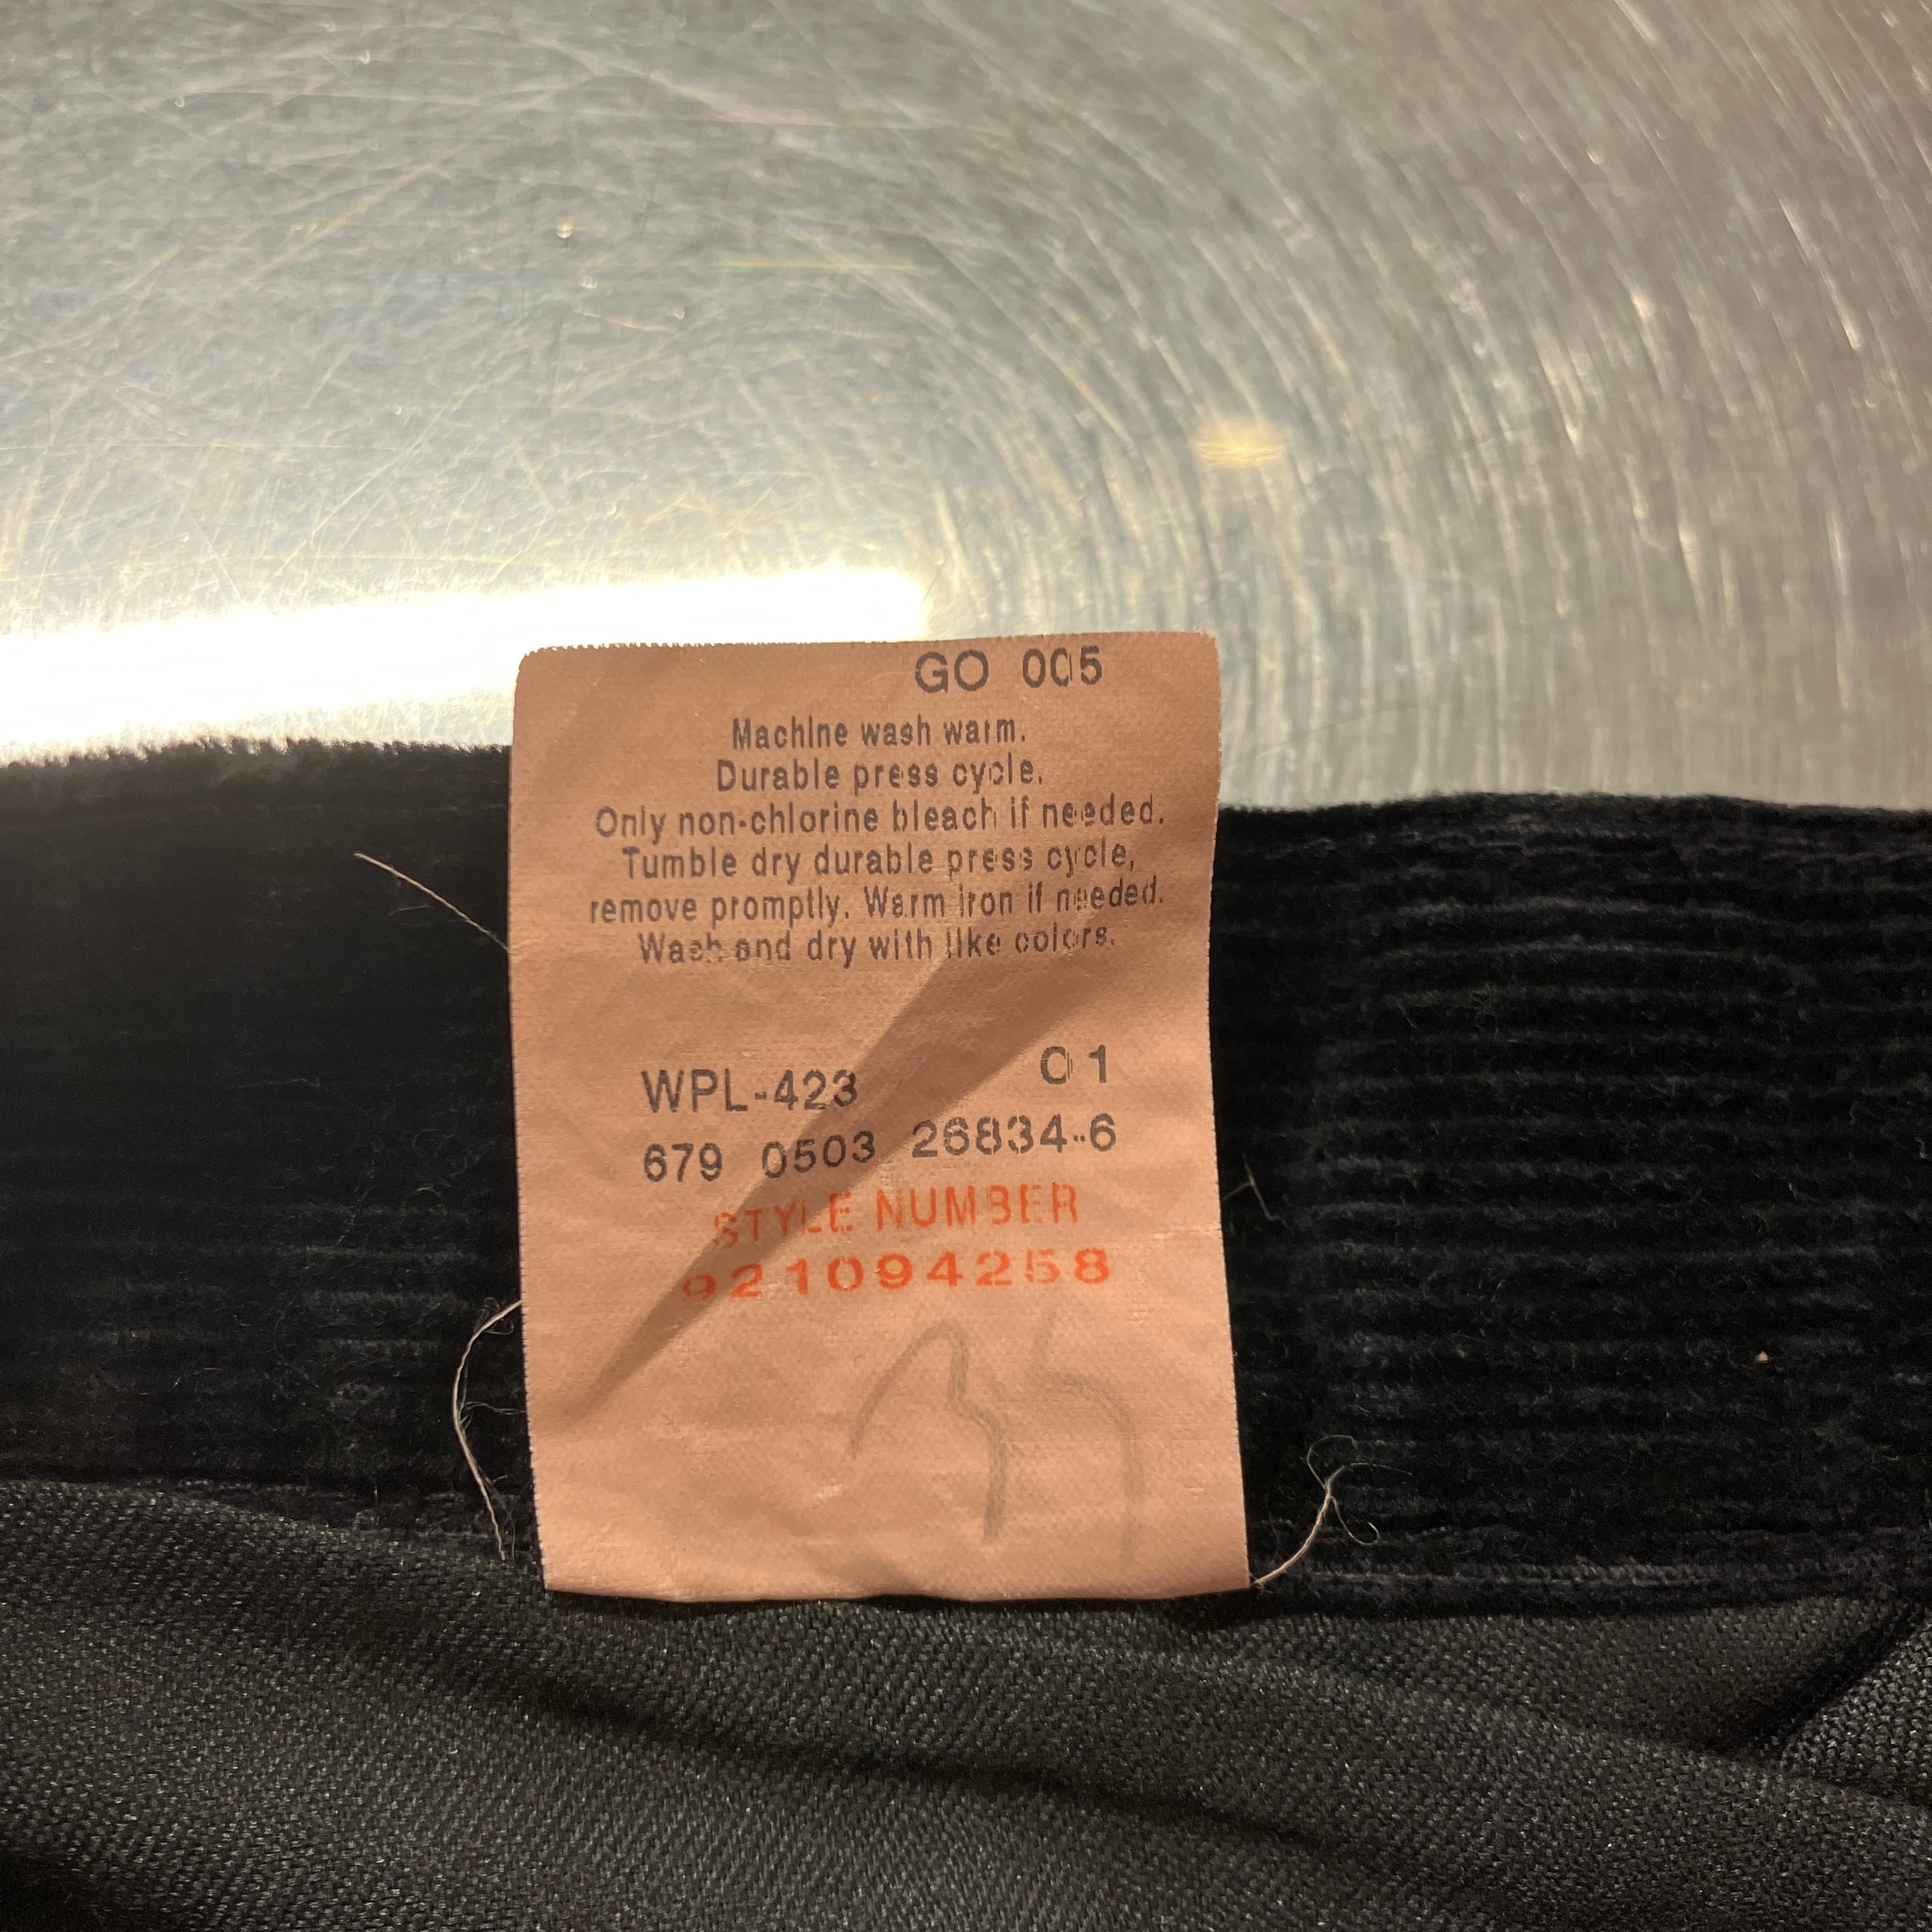 GO 005
Machine wash warm.
Durable press cycle.
Only non-chlorine bleach if needed.
Tumble dry durable press cycle,
remove promptly. Warm iron if needed.
Wash and dry with like colors.
WPL-423 01
679 0503 26834-6
STYLE NUMBER
921094258
35